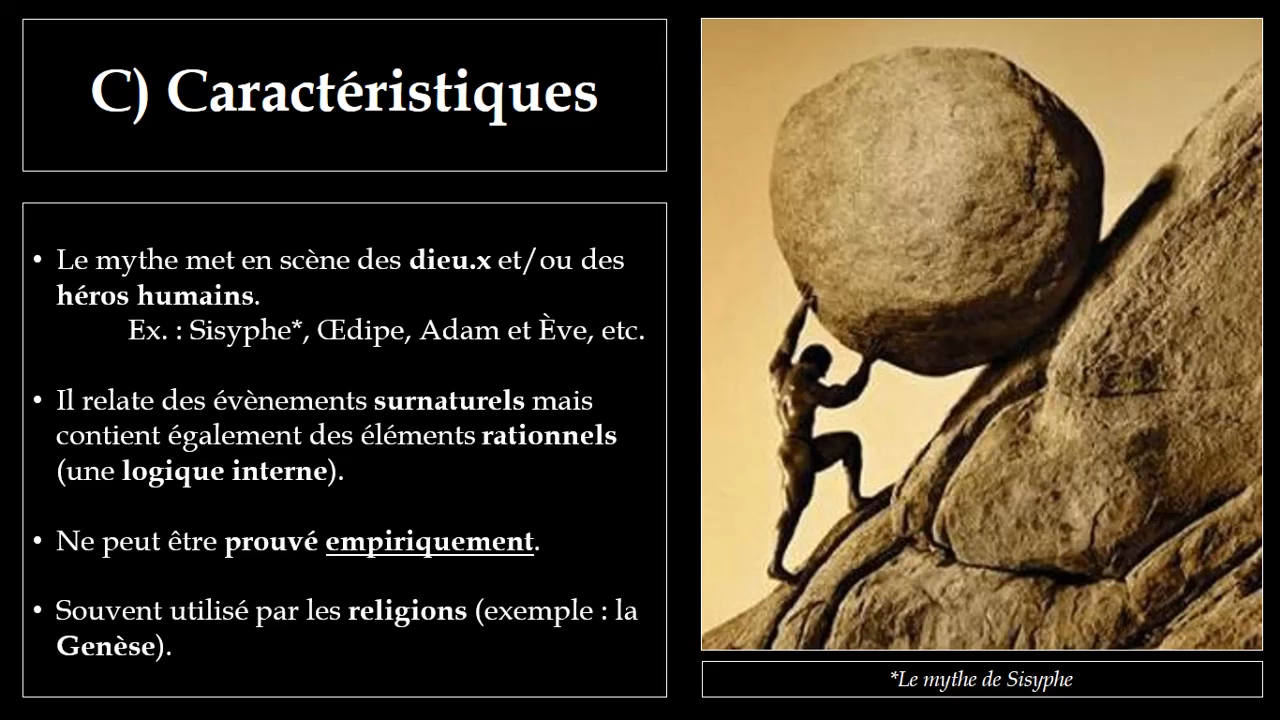 C) Caractéristiques
• Le mythe met en scène des dieu.x et/ou des
héros humains.
Ex. : Sisyphe*, Œdipe, Adam et Ève, etc.
• Il relate des évènements surnaturels mais
contient également des éléments rationnels
(une logique interne).
• Ne peut être prouvé empiriquement.
• Souvent utilisé par les religions (exemple : la
Genèse).
*Le mythe de Sisyphe